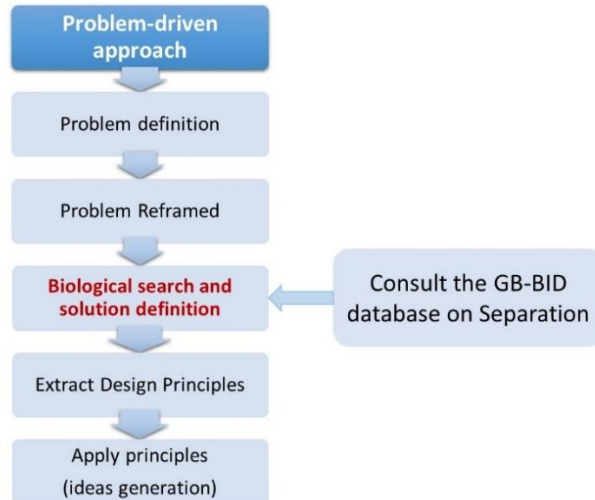 Problem-driven
approach
Problem definition
Problem Reframed
Biological search and
solution definition
Consult the GB-BID
database on Separation
Extract Design Principles
Apply principles
(ideas generation)